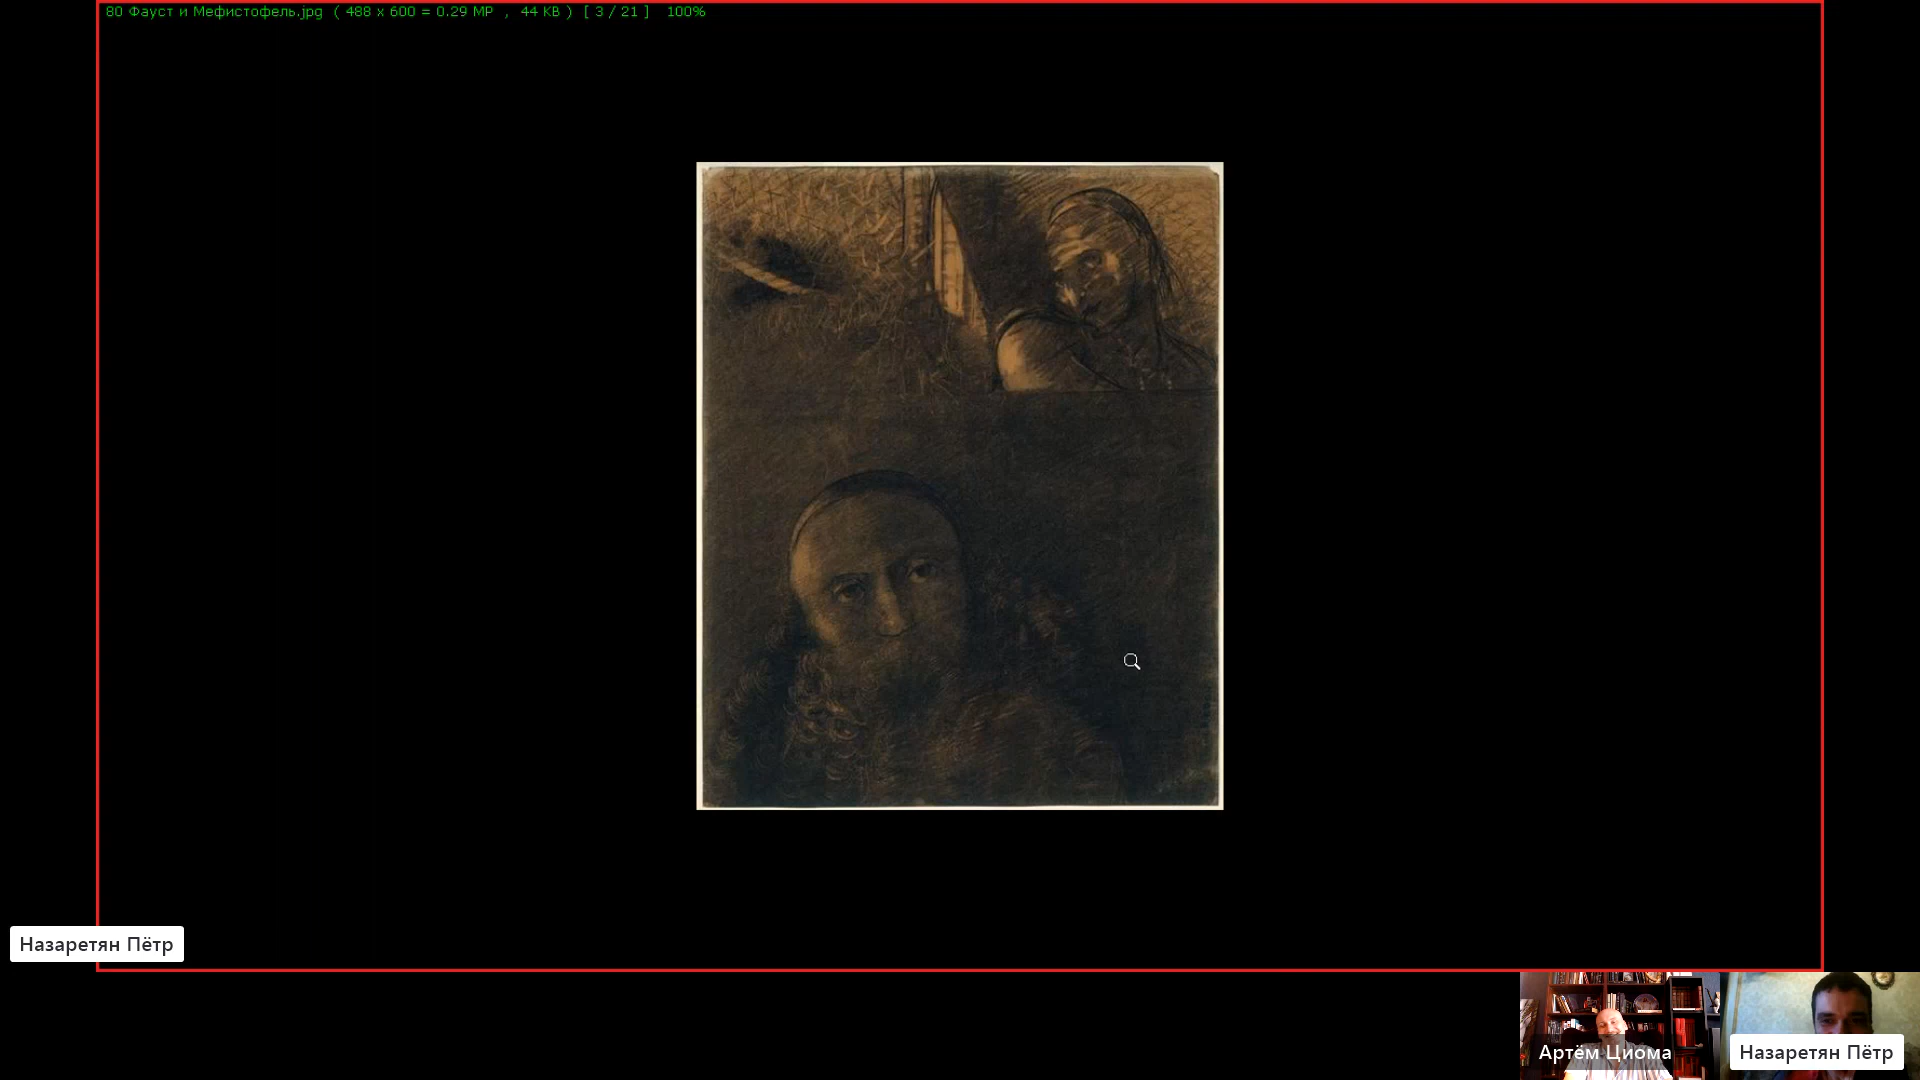 80 Фауст и Мефистофель.jpg ( 488 x 600 = 0.29 MP , 44 KB ) [ 3 / 21 ] 100%
Назаретян Пётр
Артём Циома
Назаретян Пётр